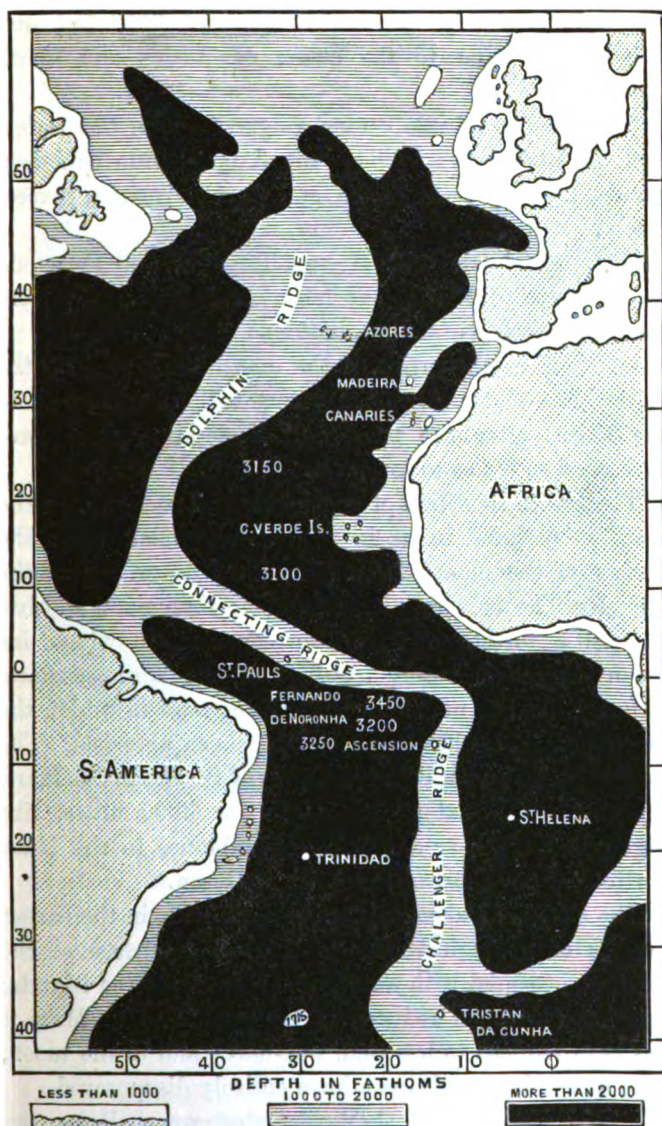 50
40
30
20
10
0
10
20
30
40
RIDGE
AZORES
MADEIRA
DOLPHIN
CANARIES
3150
AFRICA
C. VERDE Is.
3100
CONNECTING RIDGE
ST. PAULS
FERNANDO
DE NORONHA
3450
3200
3250 ASCENSION
RIDGE
S. AMERICA
ST. HELENA
TRINIDAD
CHALLENGER
1715
TRISTAN
DA CUNHA
50 40 30 20 10 0
DEPTH IN FATHOMS
LESS THAN 1000
1000 TO 2000
MORE THAN 2000